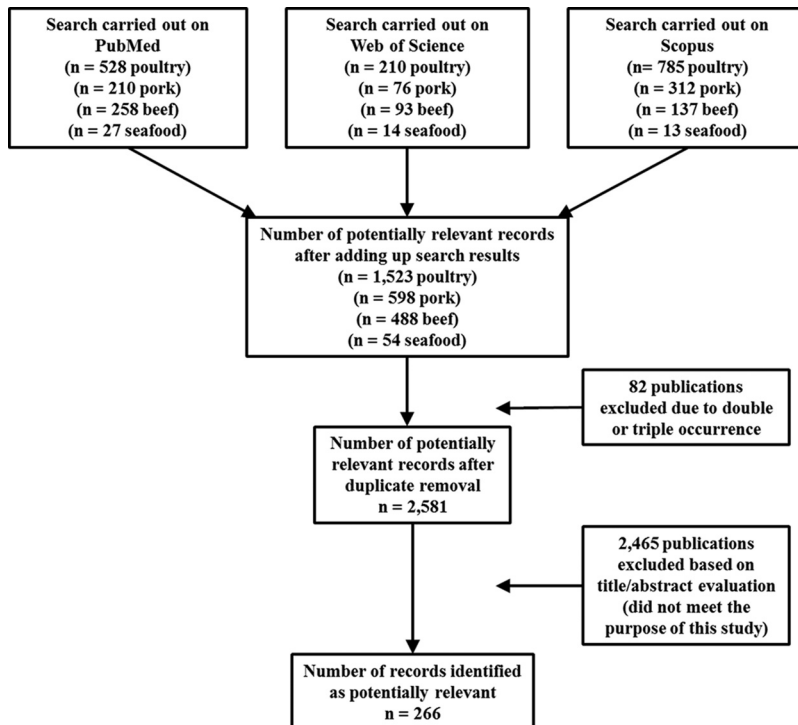 Search carried out on
PubMed
(n = 528 poultry)
(n = 210 pork)
(n = 258 beef)
(n = 27 seafood)
Search carried out on
Web of Science
(n = 210 poultry)
(n = 76 pork)
(n = 93 beef)
(n = 14 seafood)
Search carried out on
Scopus
(n= 785 poultry)
(n = 312 pork)
(n = 137 beef)
(n = 13 seafood)
Number of potentially relevant records
after adding up search results
(n = 1,523 poultry)
(n = 598 pork)
(n = 488 beef)
(n = 54 seafood)
82 publications
excluded due to double
or triple occurrence
Number of potentially
relevant records after
duplicate removal
n = 2,581
2,465 publications
excluded based on
title/abstract evaluation
(did not meet the
purpose of this study)
Number of records identified
as potentially relevant
n = 266